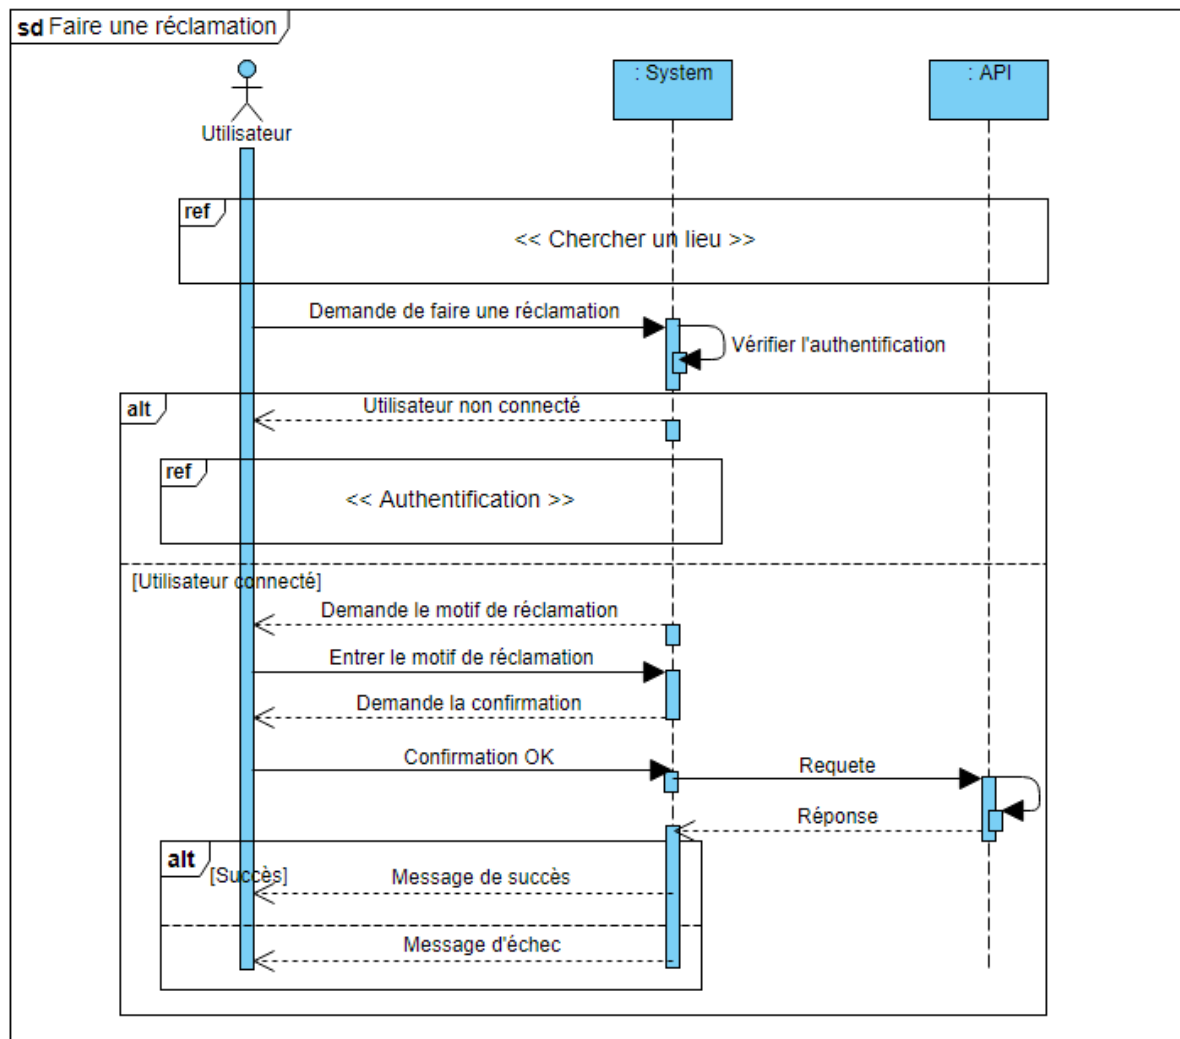 sd Faire une réclamation
: System
: API
Utilisateur
ref
<< Chercher un lieu >>
Demande de faire une réclamation
Vérifier l'authentification
alt
Utilisateur non connecté
ref
<< Authentification >>
[Utilisateur connecté]
Demande le motif de réclamation
Entrer le motif de réclamation
Demande la confirmation
Confirmation OK
Requete
Réponse
alt
[Succès]
Message de succès
Message d'échec